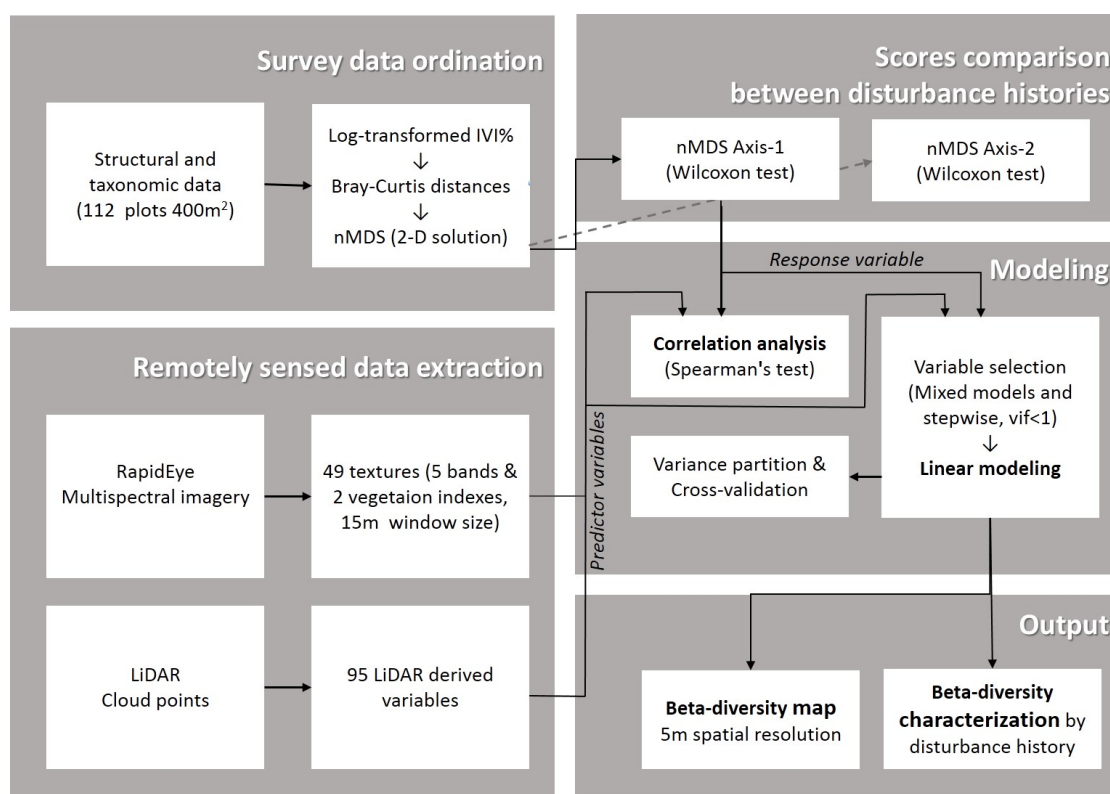 Survey data ordination
Structural and
taxonomic data
(112 plots 400m²)
Log-transformed IVI%
↓
Bray-Curtis distances
↓
nMDS (2-D solution)
Scores comparison
between disturbance histories
nMDS Axis-1
(Wilcoxon test)
nMDS Axis-2
(Wilcoxon test)
Remotely sensed data extraction
RapidEye
Multispectral imagery
49 textures (5 bands &
2 vegetaion indexes,
15m window size)
LiDAR
Cloud points
95 LiDAR derived
variables
Predictor variables
Modeling
Response variable
Correlation analysis
(Spearman's test)
Variable selection
(Mixed models and
stepwise, vif<1)
↓
Linear modeling
Variance partition &
Cross-validation
Output
Beta-diversity map
5m spatial resolution
Beta-diversity
characterization by
disturbance history